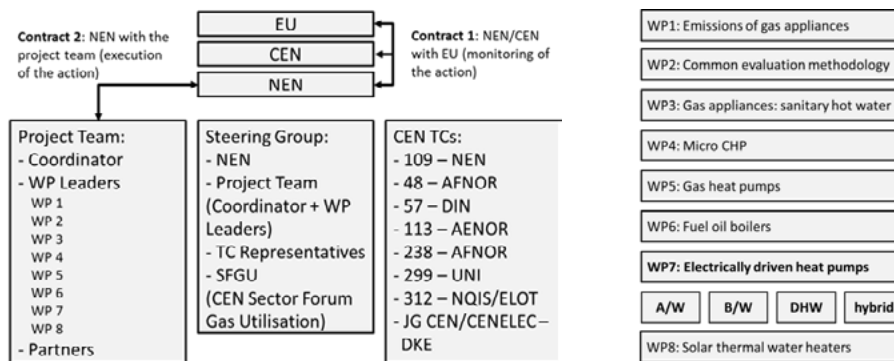 EU
CEN
NEN
Contract 2: NEN with the
project team (execution
of the action)
Contract 1: NEN/CEN
with EU (monitoring of
the action)
Project Team:
- Coordinator
- WP Leaders
WP 1
WP 2
WP 3
WP 4
WP 5
WP 6
WP 7
WP 8
- Partners
Steering Group:
- NEN
- Project Team
(Coordinator + WP
Leaders)
- TC Representatives
- SFGU
(CEN Sector Forum
Gas Utilisation)
CEN TCs:
- 109 – NEN
- 48 – AFNOR
- 57 – DIN
- 113 – AENOR
- 238 – AFNOR
- 299 – UNI
- 312 – NQIS/ELOT
- JG CEN/CENELEC –
DKE
WP1: Emissions of gas appliances
WP2: Common evaluation methodology
WP3: Gas appliances: sanitary hot water
WP4: Micro CHP
WP5: Gas heat pumps
WP6: Fuel oil boilers
WP7: Electrically driven heat pumps
A/W B/W DHW hybrid
WP8: Solar thermal water heaters